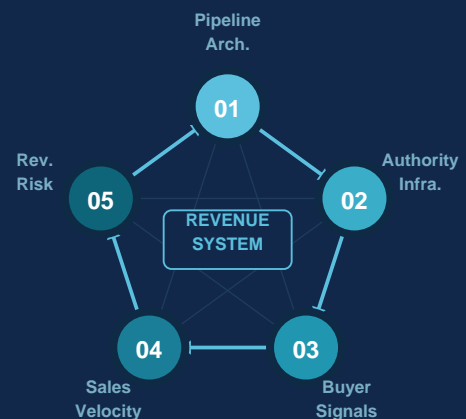 Pipeline
Arch.
01
Authority
Infra.
02
Rev.
Risk
05
REVENUE
SYSTEM
04
Sales
Velocity
03
Buyer
Signals